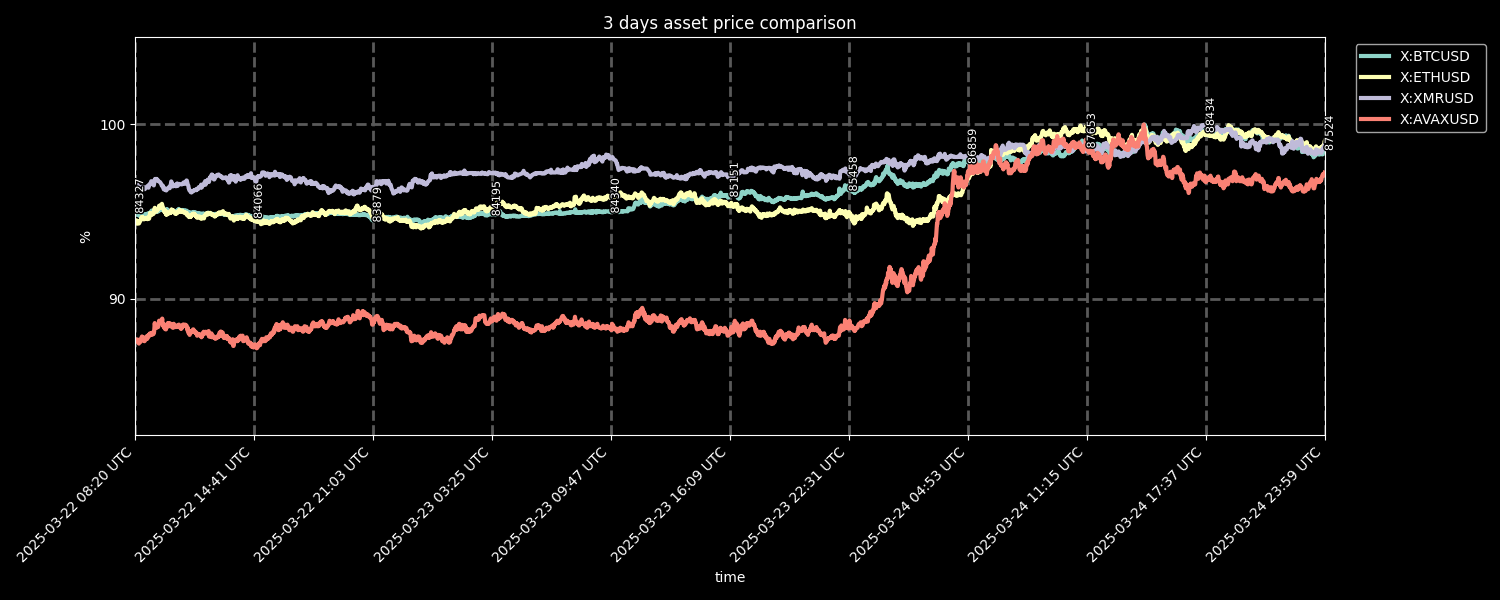 3 days asset price comparison
X:BTCUSD
X:ETHUSD
X:XMRUSD
X:AVAXUSD
100
90
%
84327
84066
83879
84195
84340
85151
85458
86859
87653
88434
87524
2025-03-22 08:20 UTC
2025-03-22 14:41 UTC
2025-03-22 21:03 UTC
2025-03-23 03:25 UTC
2025-03-23 09:47 UTC
2025-03-23 16:09 UTC
2025-03-23 22:31 UTC
2025-03-24 04:53 UTC
2025-03-24 11:15 UTC
2025-03-24 17:37 UTC
2025-03-24 23:59 UTC
time